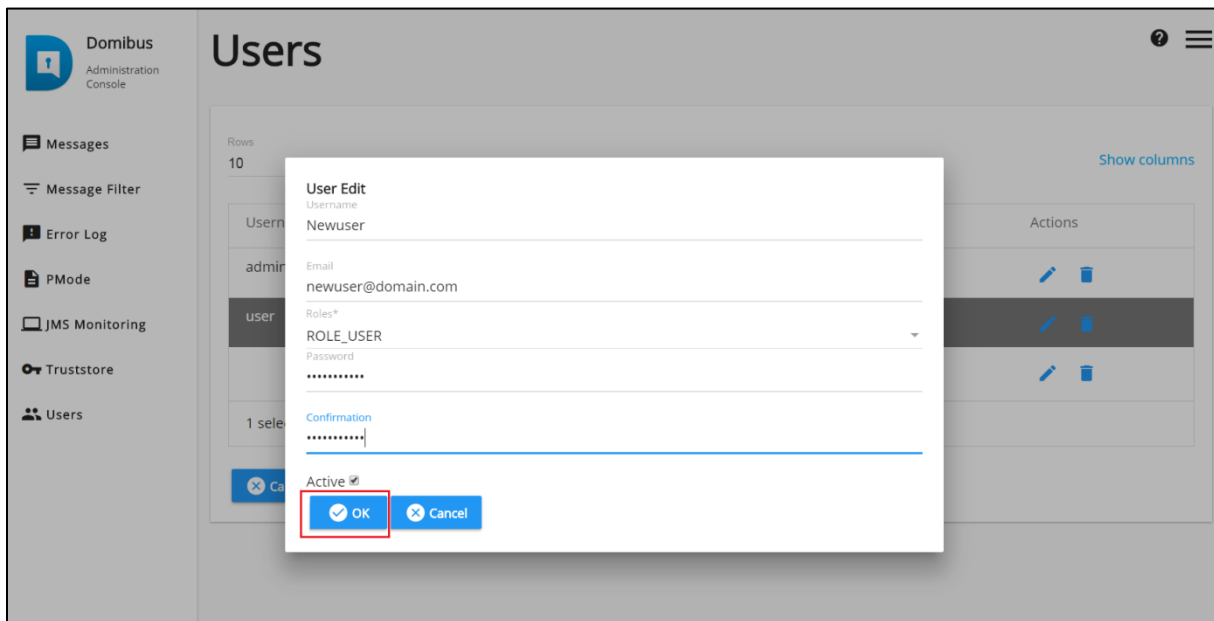 Domibus
Administration
Console
Users
Messages
Message Filter
Error Log
PMode
JMS Monitoring
Truststore
Users
Rows
10
Show columns
Usern
Actions
admin
user
1 sele
Ca
User Edit
Username
Newuser
Email
newuser@domain.com
Roles*
ROLE_USER
Password
•••••••••••
Confirmation
•••••••••••
Active
OK
Cancel